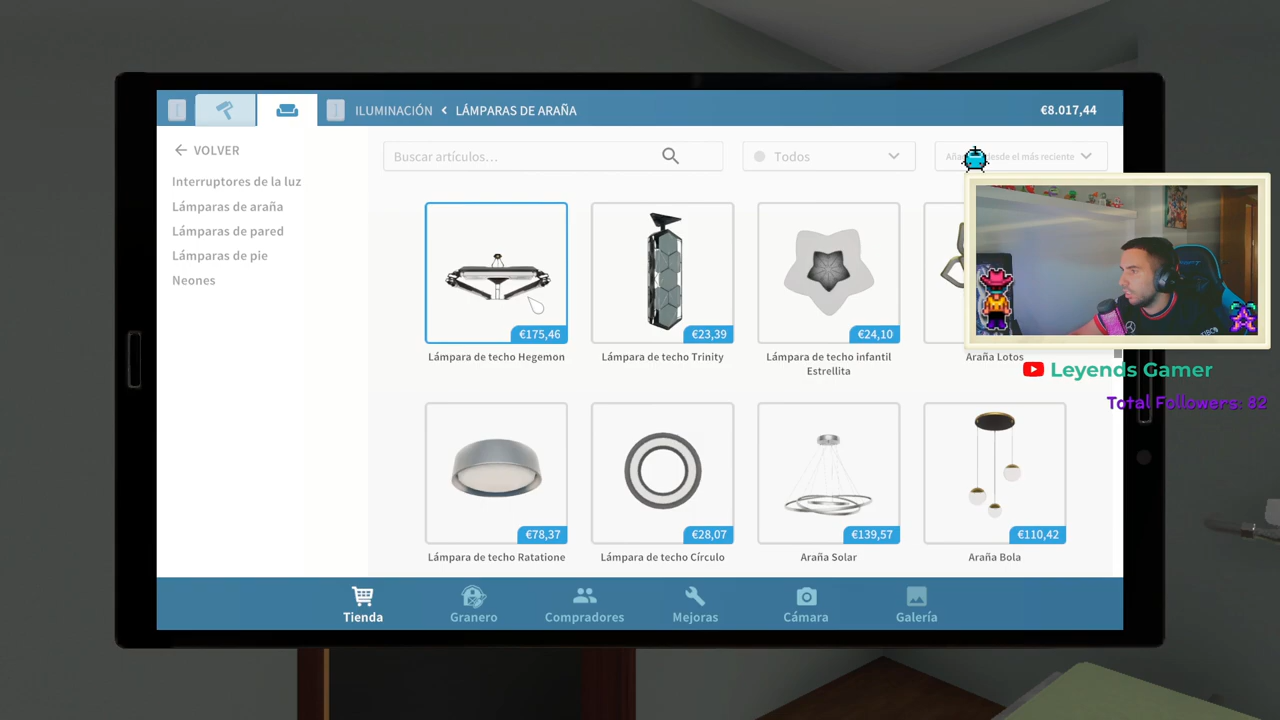 ILUMINACIÓN < LÁMPARAS DE ARAÑA
€8.017,44
VOLVER
Interruptores de la luz
Lámparas de araña
Lámparas de pared
Lámparas de pie
Neones
Buscar artículos...
Todos
desde el más reciente
€175,46
€23,39
€24,10
Lámpara de techo Hegemon
Lámpara de techo Trinity
Lámpara de techo infantil
Estrellita
Araña Lotos
Leyends Gamer
Total Followers: 82
€78,37
€28,07
€139,57
€110,42
Lámpara de techo Ratatione
Lámpara de techo Círculo
Araña Solar
Araña Bola
Tienda
Granero
Compradores
Mejoras
Cámara
Galería